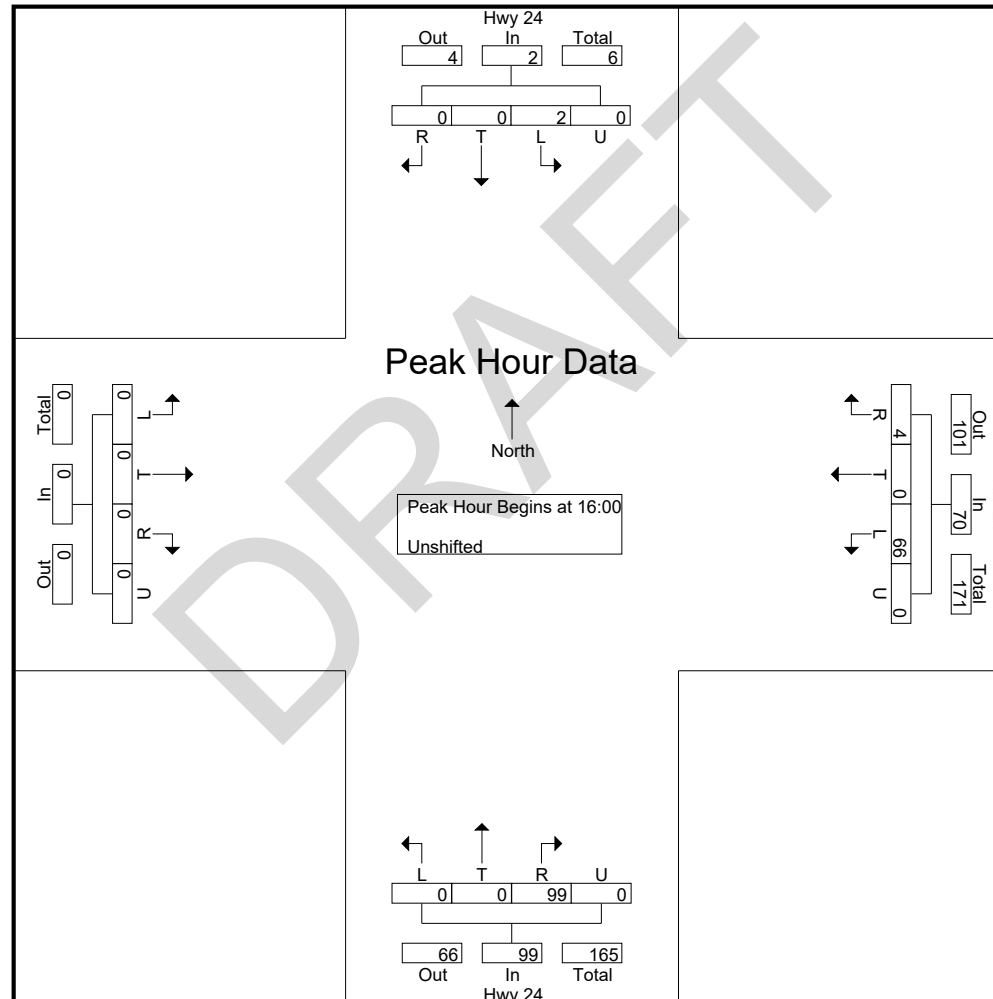 Hwy 24
Out In Total
4 2 6
0 0 2 0
R T L U
Peak Hour Data
North
Peak Hour Begins at 16:00
Unshifted
Total 0
In 0
Out 0
L 0
T 0
R 0
U 0
R 4
T 0
L 66
U 0
Out 101
In 70
Total 171
L T R U
0 0 99 0
66 99 165
Out In Total
Hwy 24
DRAFT